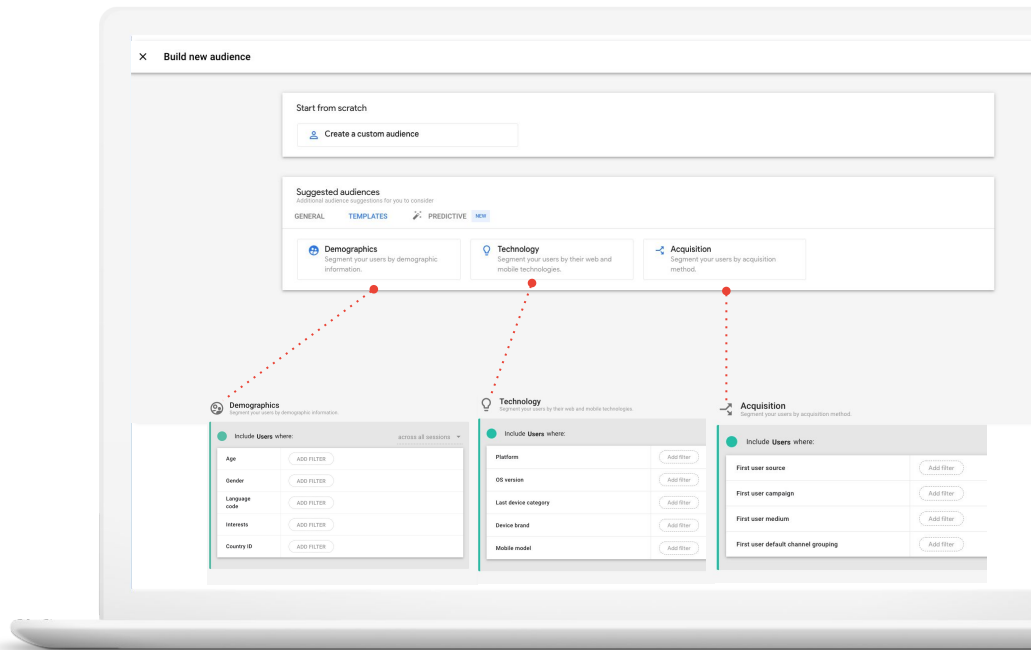 Build new audience
Start from scratch
Create a custom audience
Suggested audiences
Additional audience suggestions for you to consider
GENERAL TEMPLATES PREDICTIVE NEW
Demographics
Segment your users by demographic
information.
Technology
Segment your users by their web and
mobile technologies.
Acquisition
Segment your users by acquisition
method.
Demographics
Segment your users by demographic information.
Include Users where: across all sessions
Age ADD FILTER
Gender ADD FILTER
Language
code ADD FILTER
Interests ADD FILTER
Country ID ADD FILTER
Technology
Segment your users by their web and mobile technologies.
Include Users where:
Platform Add filter
OS version Add filter
Last device category Add filter
Device brand Add filter
Mobile model Add filter
Acquisition
Segment your users by acquisition method.
Include Users where:
First user source Add filter
First user campaign Add filter
First user medium Add filter
First user default channel grouping Add filter